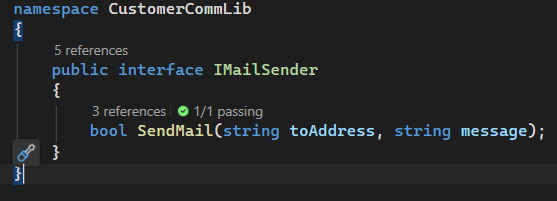 namespace CustomerCommLib
{
5 references
public interface IMailSender
{
3 references | 1/1 passing
bool SendMail(string toAddress, string message);
}
}